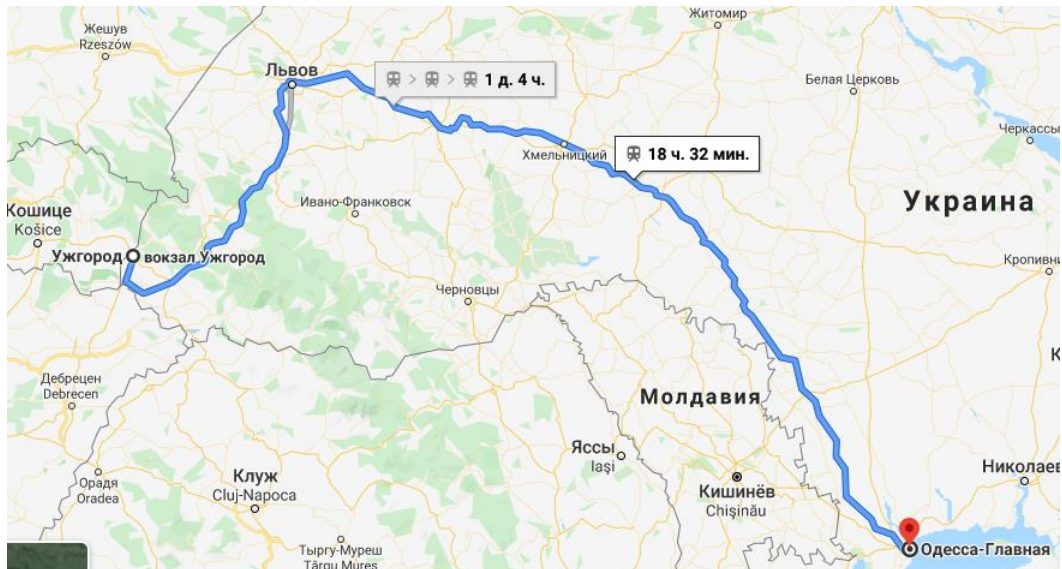 Житомир
Жешув
Rzeszów
Львов
1 д. 4 ч.
Белая Церковь
Черкассы
Хмельницкий
18 ч. 32 мин.
Украина
Ивано-Франковск
Кошице
Košice
Ужгород
вокзал Ужгород
Кропивни
Черновцы
К
Дебрецен
Debrecen
Молдавия
Яссы
Iași
Клуж
Cluj-Napoca
Орадя
Oradea
Кишинёв
Chișinău
Николаев
Тыргу-Муреш
Târgu Mureș
Одесса-Главная